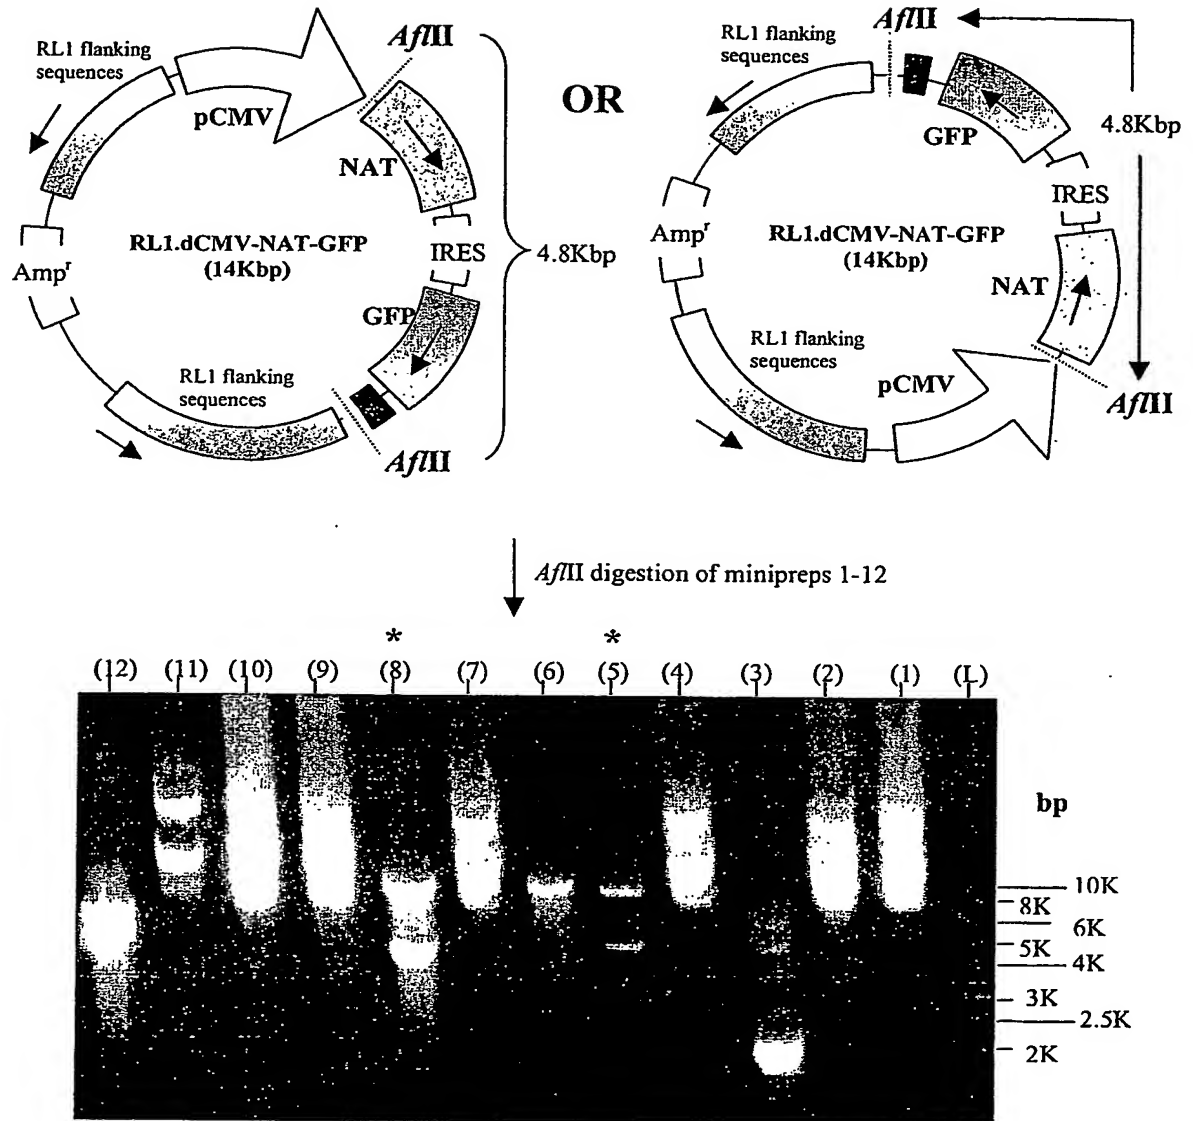 AflII
RL1 flanking
sequences
pCMV
NAT
RL1.dCMV-NAT-GFP
(14Kbp)
IRES
Ampʳ
GFP
RL1 flanking
sequences
AflII
4.8Kbp
OR
AflII
RL1 flanking
sequences
GFP
4.8Kbp
IRES
Ampʳ
RL1.dCMV-NAT-GFP
(14Kbp)
NAT
RL1 flanking
sequences
pCMV
AflII
AflII digestion of minipreps 1-12
* *
(12) (11) (10) (9) (8) (7) (6) (5) (4) (3) (2) (1) (L)
bp
10K
8K
6K
5K
4K
3K
2.5K
2K